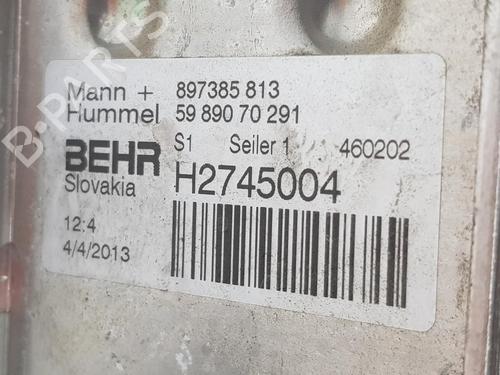 Mann + 897385 813
Hummel 59 890 70 291
S1 Seiler 1 460202
BEHR H2745004
Slovakia
12:4
4/4/2013
B-PARTS